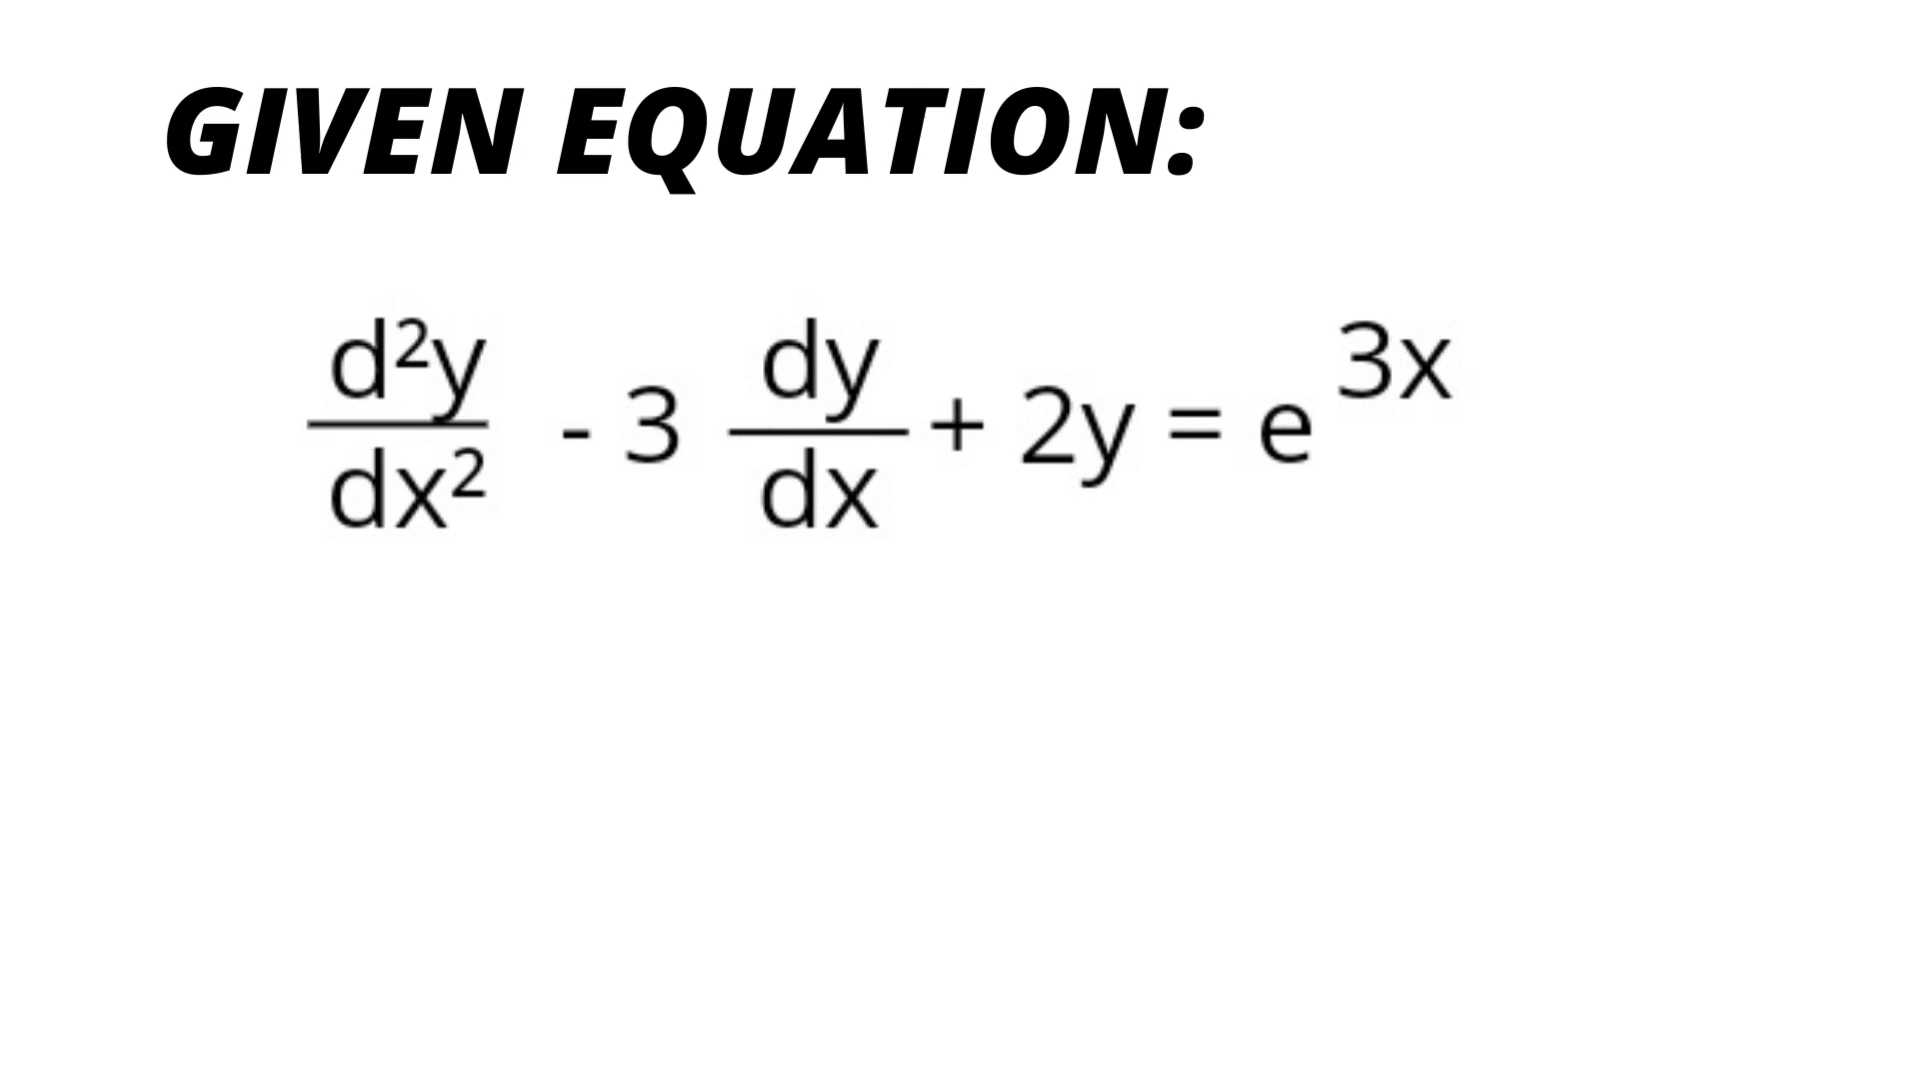 GIVEN EQUATION:
d²y/dx² - 3 dy/dx + 2y = e^3x